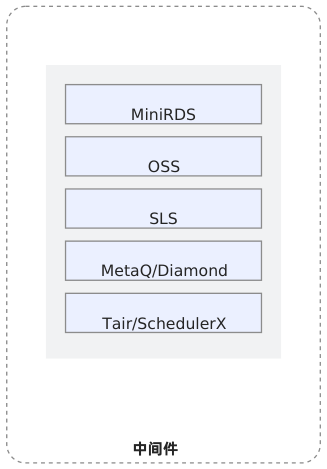 MiniRDS
OSS
SLS
MetaQ/Diamond
Tair/SchedulerX
中间件